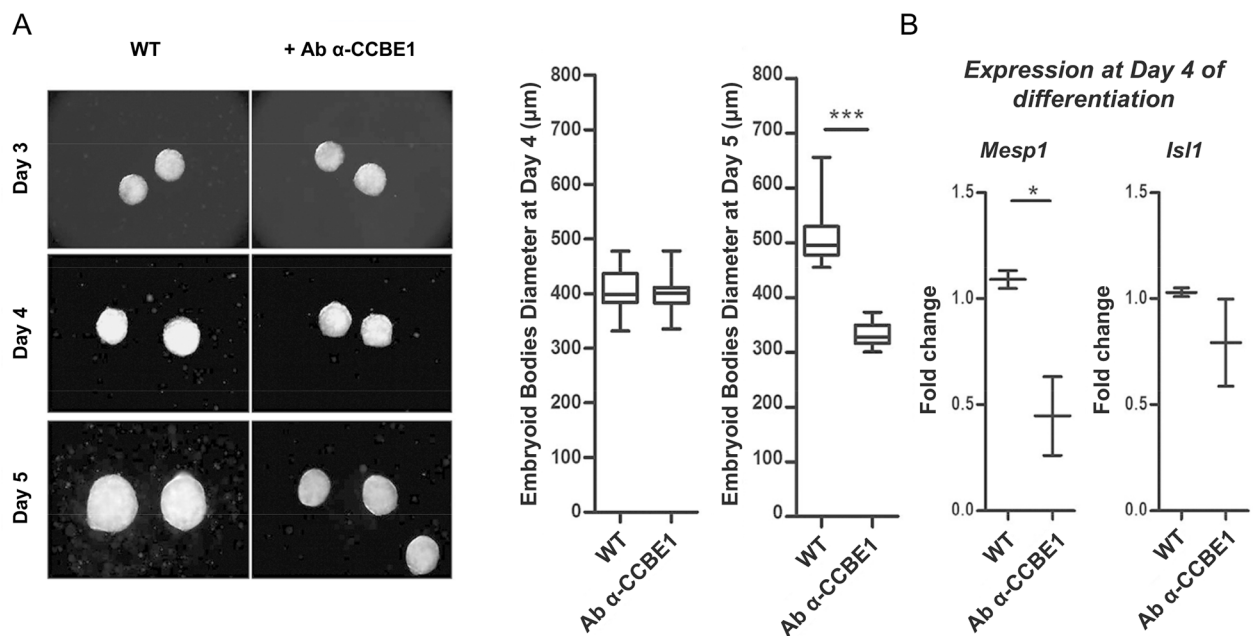 A
WT
+ Ab α-CCBE1
Day 3
Day 4
Day 5
Embryoid Bodies Diameter at Day 4 (µm)
800
700
600
500
400
300
200
100
0
WT
Ab α-CCBE1
Embryoid Bodies Diameter at Day 5 (µm)
800
700
600
500
400
300
200
100
0
***
WT
Ab α-CCBE1
B
Expression at Day 4 of
differentiation
Mesp1
Fold change
1.5
1.0
0.5
0.0
*
WT
Ab α-CCBE1
Isl1
Fold change
1.5
1.0
0.5
0.0
WT
Ab α-CCBE1